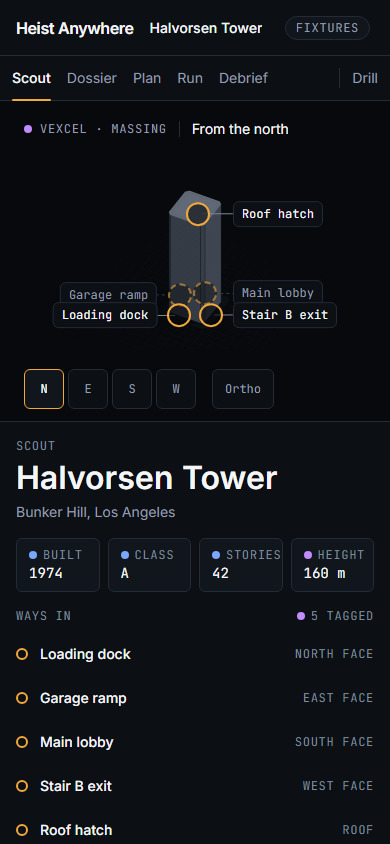 Heist Anywhere Halvorsen Tower FIXTURES
Scout Dossier Plan Run Debrief Drill
VEXCEL · MASSING From the north
Roof hatch
Garage ramp Main lobby
Loading dock Stair B exit
N E S W Ortho
SCOUT
Halvorsen Tower
Bunker Hill, Los Angeles
BUILT CLASS STORIES HEIGHT
1974 A 42 160 m
WAYS IN 5 TAGGED
Loading dock NORTH FACE
Garage ramp EAST FACE
Main lobby SOUTH FACE
Stair B exit WEST FACE
Roof hatch ROOF